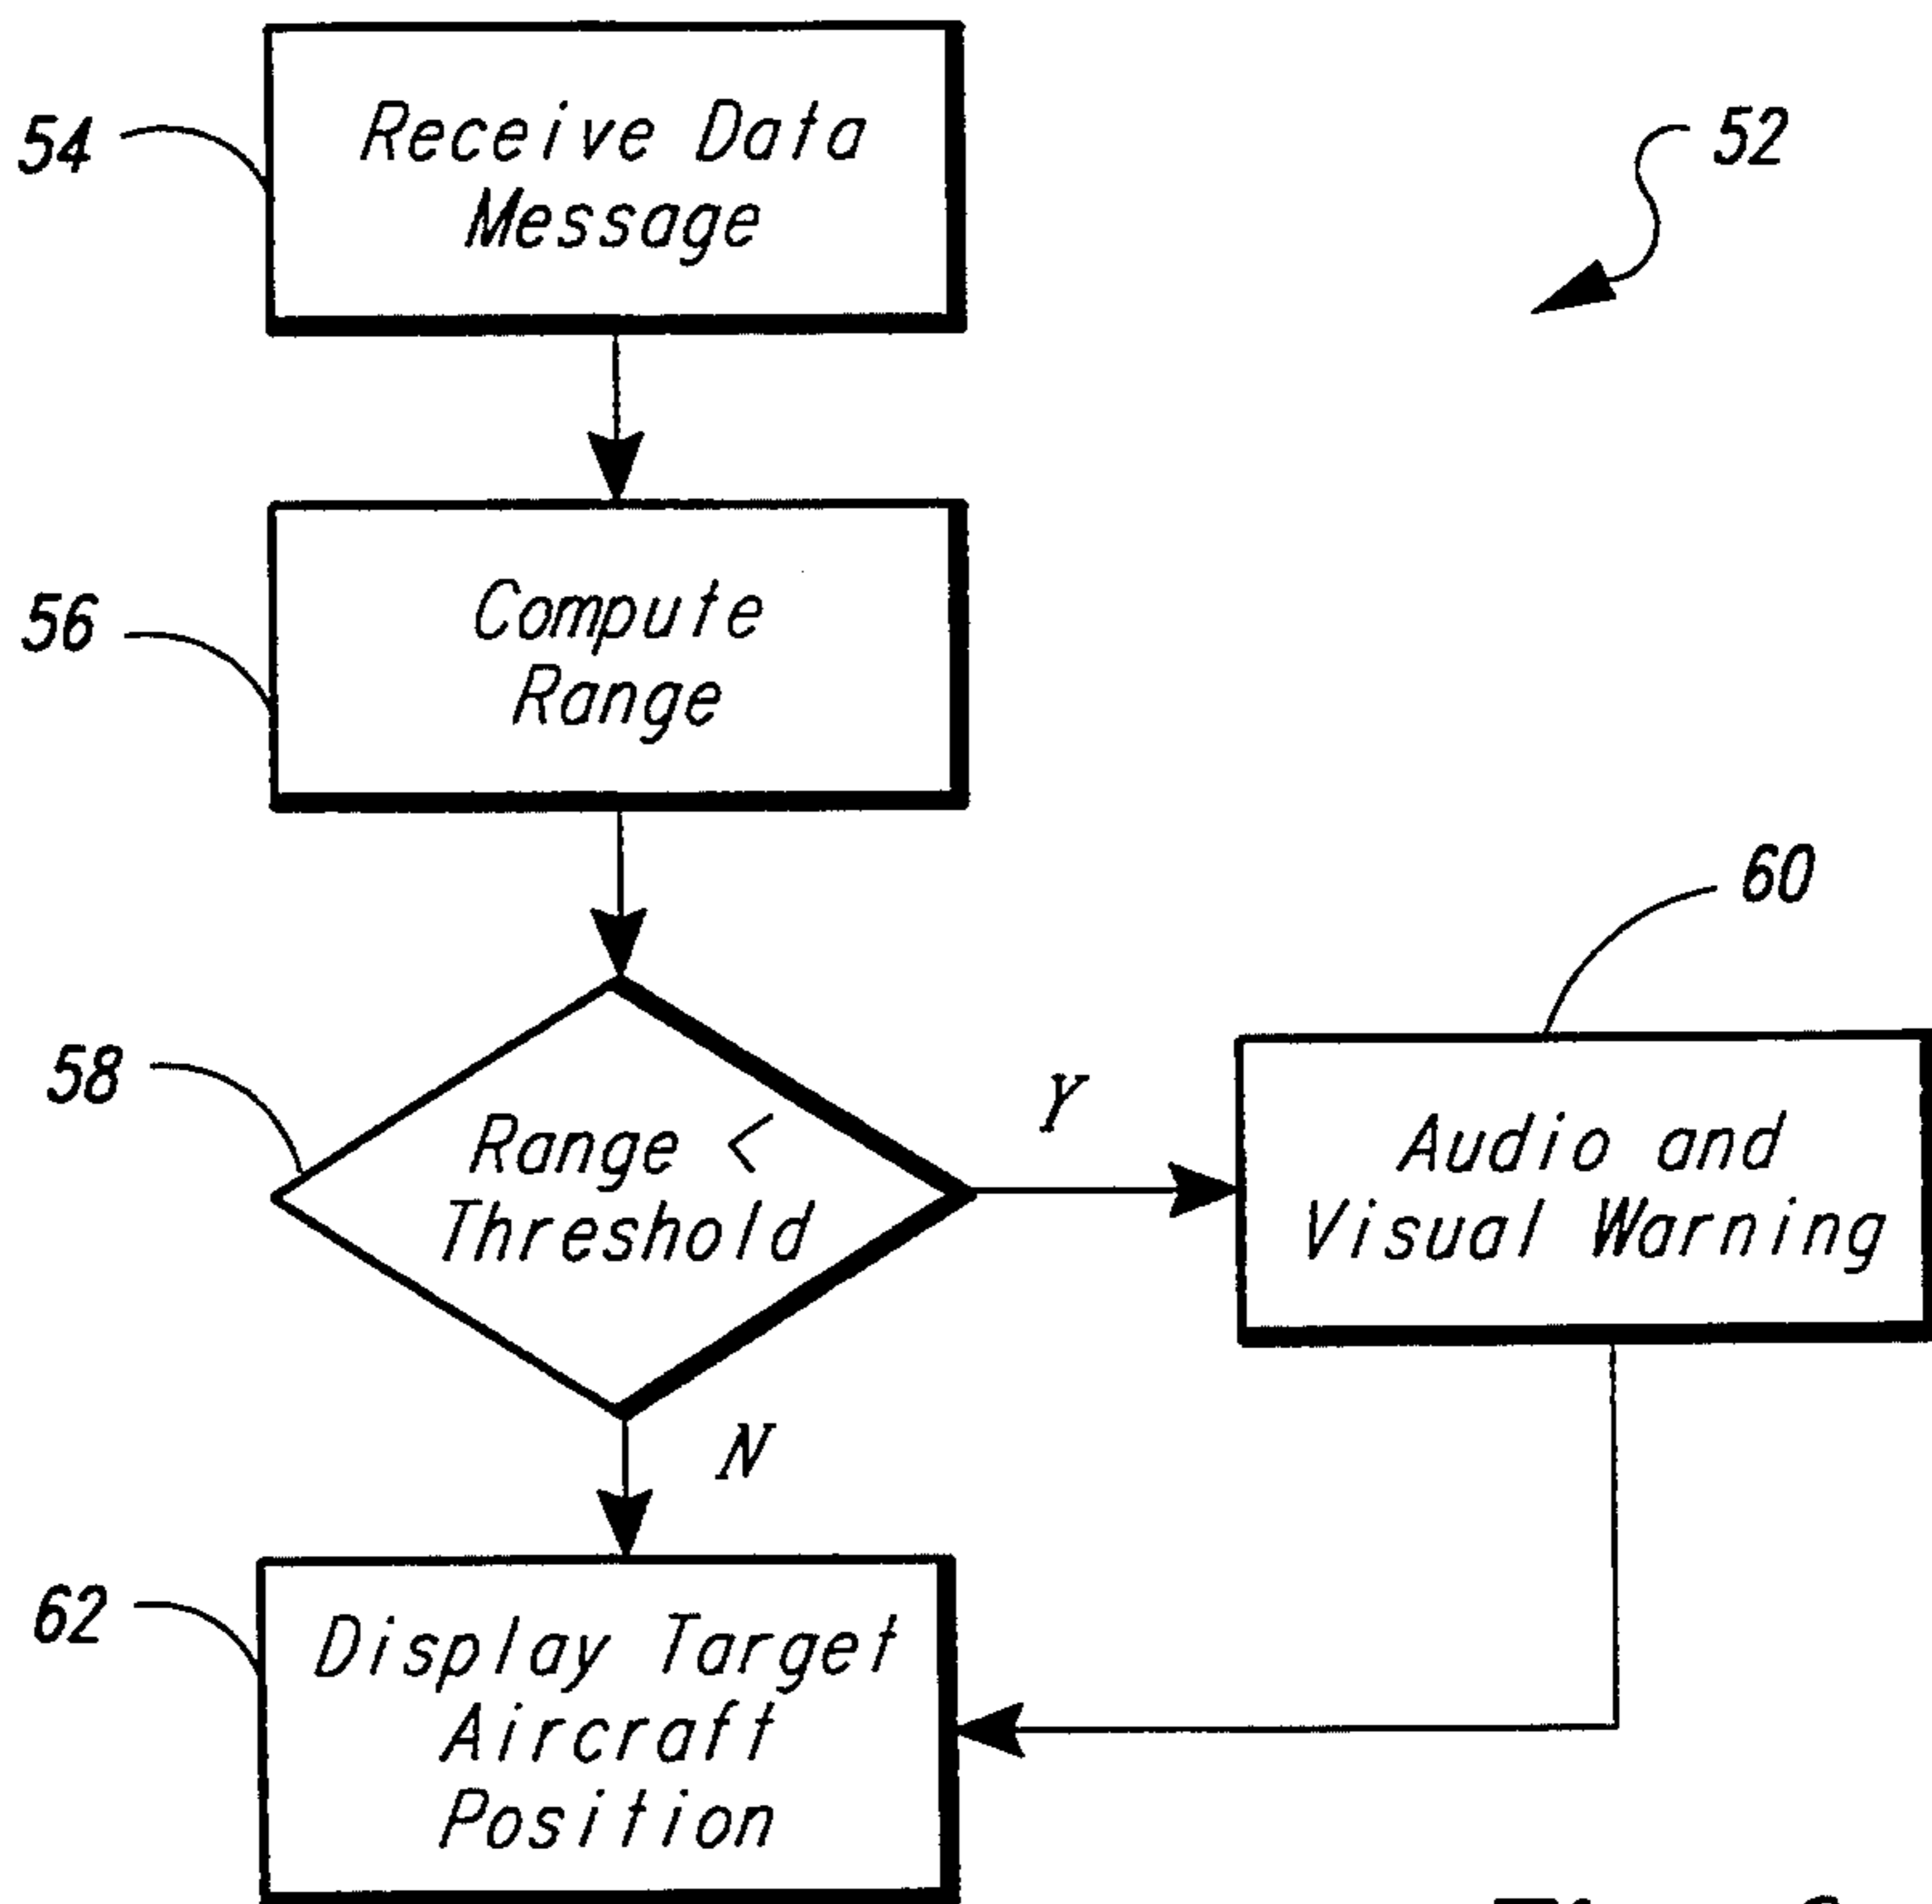 54
Receive Data
Message
52
56
Compute
Range
60
58
Range <
Threshold
Y
Audio and
Visual Warning
N
62
Display Target
Aircraft
Position